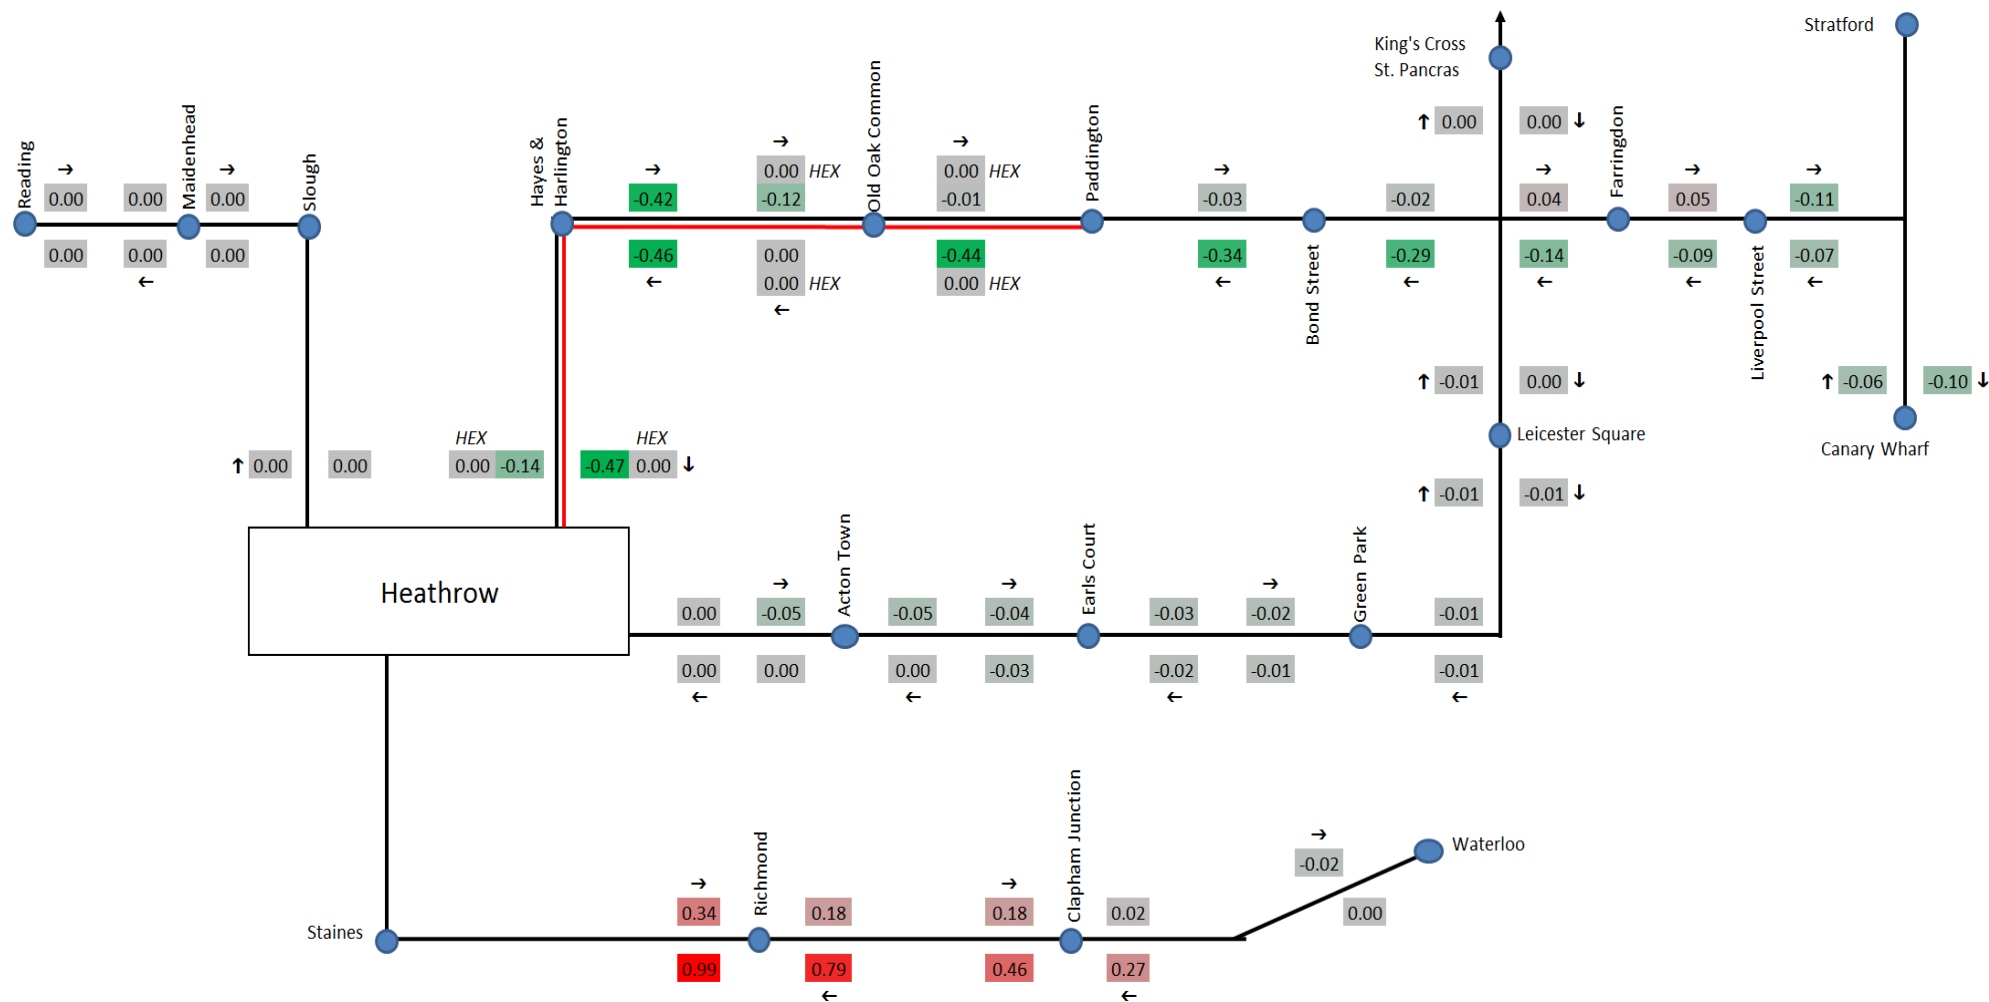 Stratford
King's Cross
St. Pancras
Reading
Maidenhead
Slough
Hayes &
Harlington
Old Oak Common
Paddington
Farringdon
↑ 0.00 0.00 ↓
→ → → → → → → → →
0.00 HEX 0.00 HEX
0.00 0.00 0.00 -0.42 -0.12 -0.01 -0.03 -0.02 0.04 0.05 -0.11
0.00 0.00 0.00 -0.46 0.00 -0.44 -0.34 -0.29 -0.14 -0.09 -0.07
0.00 HEX 0.00 HEX
← ← ← ← ← ← ← ←
Bond Street
Liverpool Street
↑ -0.01 0.00 ↓
↑ -0.06 -0.10 ↓
Leicester Square
Canary Wharf
HEX HEX
↑ 0.00 0.00 0.00 -0.14 -0.47 0.00 ↓
↑ -0.01 -0.01 ↓
Heathrow
Acton Town
Earls Court
Green Park
→ → →
0.00 -0.05 -0.05 -0.04 -0.03 -0.02 -0.01
0.00 0.00 0.00 -0.03 -0.02 -0.01 -0.01
← ← ← ←
Richmond
Clapham Junction
→
-0.02
Waterloo
→ →
0.34 0.18 0.18 0.02 0.00
Staines
0.99 0.79 0.46 0.27
← ←